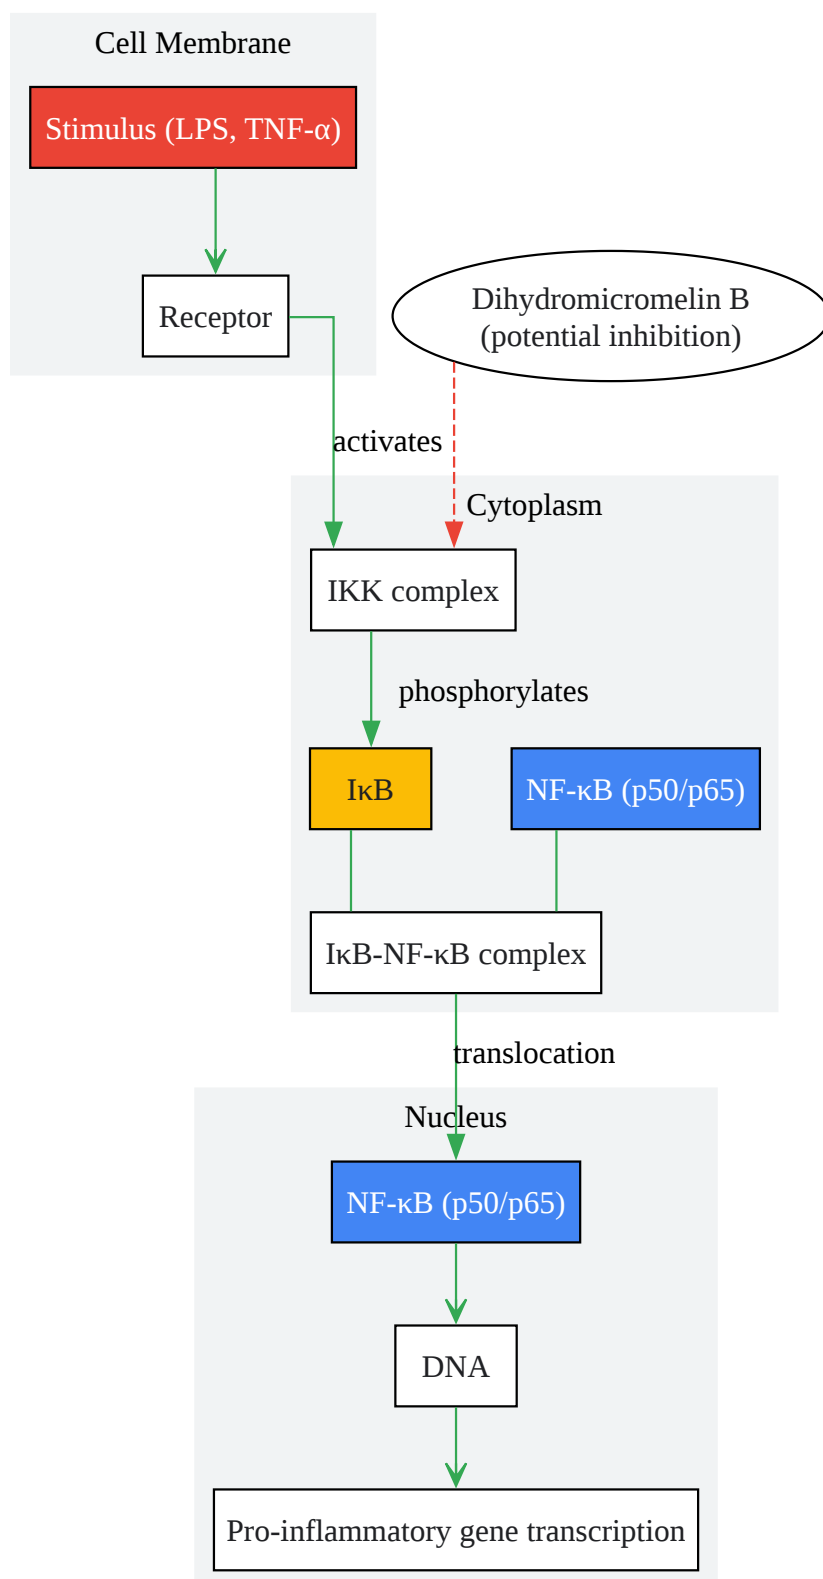 Cell Membrane
Stimulus (LPS, TNF-α)
Receptor
Dihydromicromelin B
(potential inhibition)
activates
Cytoplasm
IKK complex
phosphorylates
IκB
NF-κB (p50/p65)
IκB-NF-κB complex
translocation
Nucleus
NF-κB (p50/p65)
DNA
Pro-inflammatory gene transcription